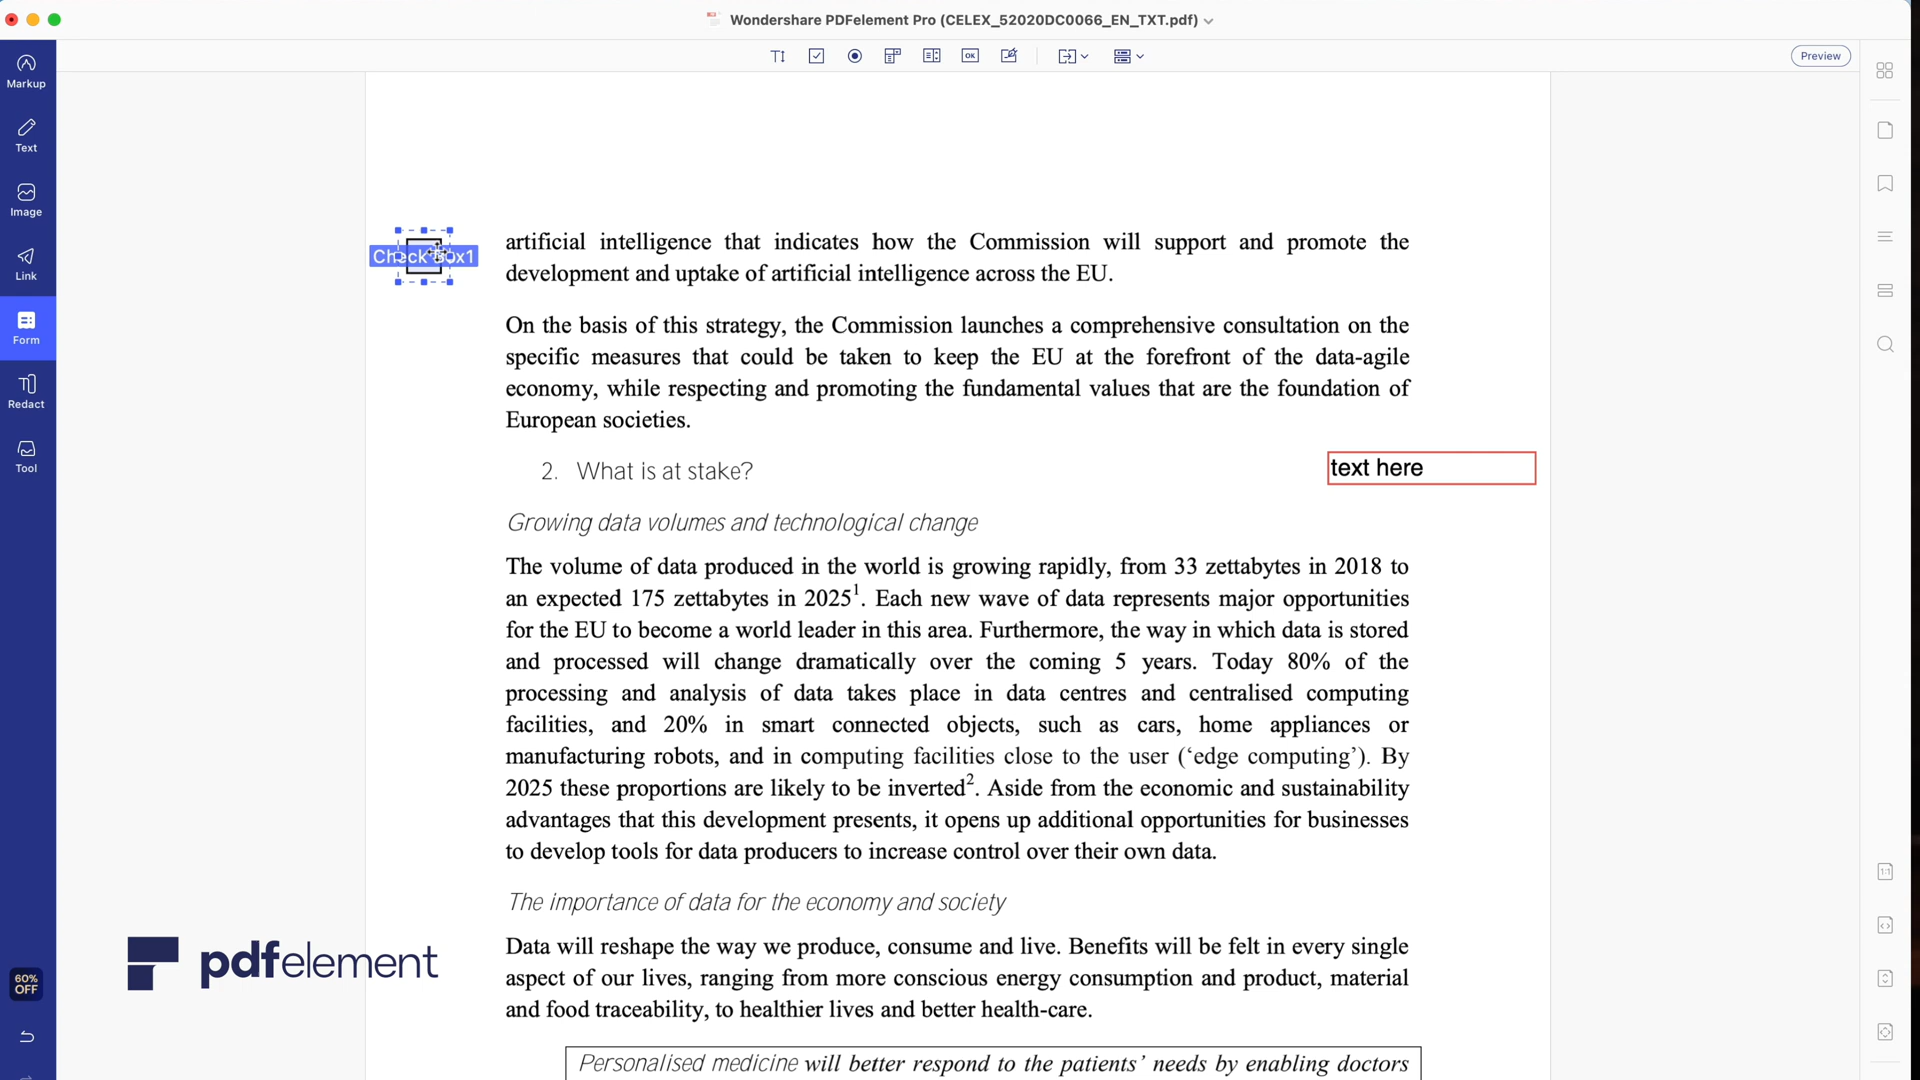 Wondershare PDFelement Pro (CELEX_52020DC0066_EN_TXT.pdf)
OK
Preview
Markup
Text
Image
Link
Form
Redact
Tool
60%
OFF
Check Box1
artificial intelligence that indicates how the Commission will support and promote the
development and uptake of artificial intelligence across the EU.
On the basis of this strategy, the Commission launches a comprehensive consultation on the
specific measures that could be taken to keep the EU at the forefront of the data-agile
economy, while respecting and promoting the fundamental values that are the foundation of
European societies.
2. What is at stake?
text here
Growing data volumes and technological change
The volume of data produced in the world is growing rapidly, from 33 zettabytes in 2018 to
an expected 175 zettabytes in 2025¹. Each new wave of data represents major opportunities
for the EU to become a world leader in this area. Furthermore, the way in which data is stored
and processed will change dramatically over the coming 5 years. Today 80% of the
processing and analysis of data takes place in data centres and centralised computing
facilities, and 20% in smart connected objects, such as cars, home appliances or
manufacturing robots, and in computing facilities close to the user (‘edge computing’). By
2025 these proportions are likely to be inverted². Aside from the economic and sustainability
advantages that this development presents, it opens up additional opportunities for businesses
to develop tools for data producers to increase control over their own data.
The importance of data for the economy and society
Data will reshape the way we produce, consume and live. Benefits will be felt in every single
aspect of our lives, ranging from more conscious energy consumption and product, material
and food traceability, to healthier lives and better health-care.
Personalised medicine will better respond to the patients’ needs by enabling doctors
pdfelement
1:1